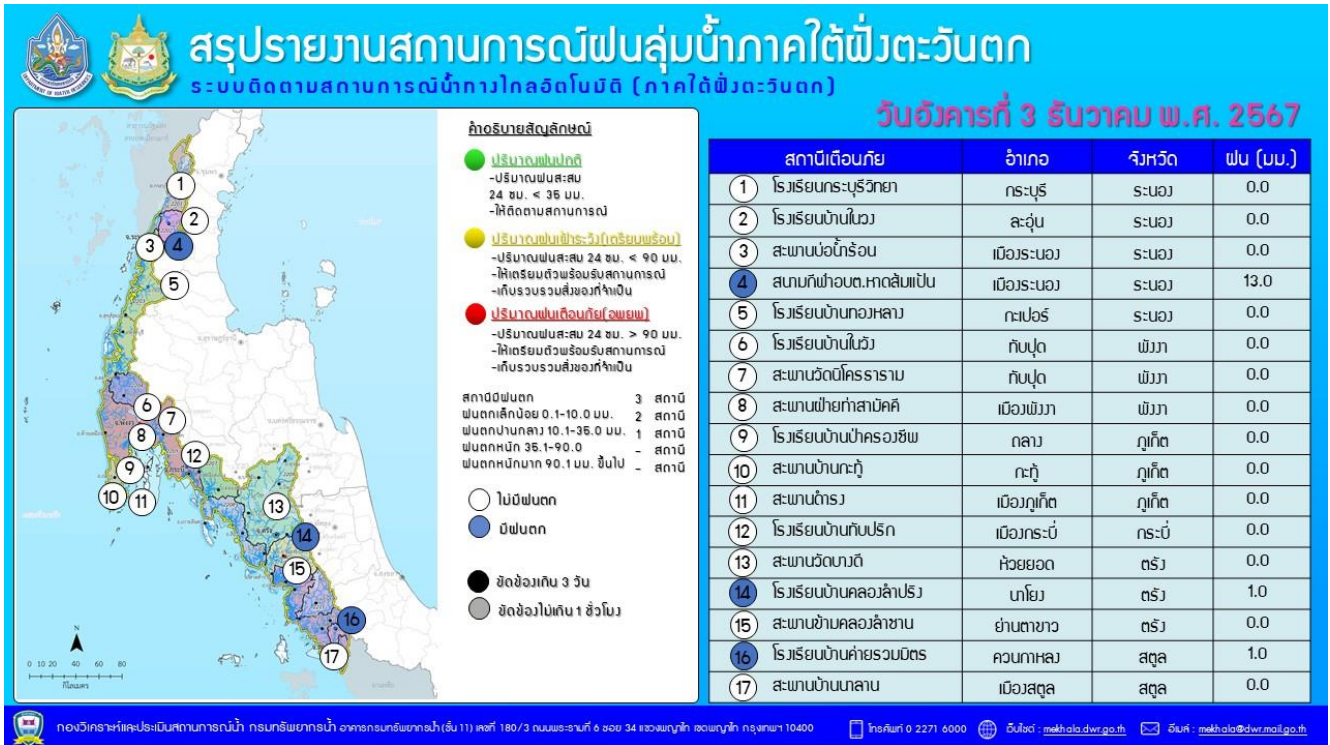 สรุปรายงานสถานการณ์ฝนลุ่มน้ำภาคใต้ฝั่งตะวันตก
ระบบติดตามสถานการณ์น้ำทางไกลอัตโนมัติ (ภาคใต้ฝั่งตะวันตก)
วันอังคารที่ 3 ธันวาคม พ.ศ. 2567
คำอธิบายสัญลักษณ์
ปริมาณฝนปกติ
-ปริมาณฝนสะสม
24 ชม. < 35 มม.
-ให้ติดตามสถานการณ์
ปริมาณฝนเฝ้าระวัง(เตรียมพร้อม)
-ปริมาณฝนสะสม 24 ชม. < 90 มม.
-ให้เตรียมตัวพร้อมรับสถานการณ์
-เก็บรวบรวมสิ่งของที่จำเป็น
ปริมาณฝนเตือนภัย(อพยพ)
-ปริมาณฝนสะสม 24 ชม. > 90 มม.
-ให้เตรียมตัวพร้อมรับสถานการณ์
-เก็บรวบรวมสิ่งของที่จำเป็น
สถานีมีฝนตก 3 สถานี
ฝนตกเล็กน้อย 0.1-10.0 มม. 2 สถานี
ฝนตกปานกลาง 10.1-35.0 มม. 1 สถานี
ฝนตกหนัก 35.1-90.0 - สถานี
ฝนตกหนักมาก 90.1 มม. ขึ้นไป - สถานี
ไม่มีฝนตก
มีฝนตก
ขัดข้องเกิน 3 วัน
ขัดข้องไม่เกิน 1 ชั่วโมง
1
2
3 4
5
6
7
8
12
9
10 11
13
14
15
16
17
N
0 10 20 40 60 80
กิโลเมตร
สถานีเตือนภัย อำเภอ จังหวัด ฝน (มม.)
1 โรงเรียนกระบุรีวิทยา กระบุรี ระนอง 0.0
2 โรงเรียนบ้านในวง ละอุ่น ระนอง 0.0
3 สะพานบ่อน้ำร้อน เมืองระนอง ระนอง 0.0
4 สนามกีฬาอบต.หาดส้มแป้น เมืองระนอง ระนอง 13.0
5 โรงเรียนบ้านทองหลาง กะเปอร์ ระนอง 0.0
6 โรงเรียนบ้านในวัง ทับปุด พังงา 0.0
7 สะพานวัดนิโครธาราม ทับปุด พังงา 0.0
8 สะพานฝ่ายท่าสามัคคี เมืองพังงา พังงา 0.0
9 โรงเรียนบ้านป่าครองชีพ ถลาง ภูเก็ต 0.0
10 สะพานบ้านกะทู้ กะทู้ ภูเก็ต 0.0
11 สะพานดำรง เมืองภูเก็ต ภูเก็ต 0.0
12 โรงเรียนบ้านทับปริก เมืองกระบี่ กระบี่ 0.0
13 สะพานวัดบางดี ห้วยยอด ตรัง 0.0
14 โรงเรียนบ้านคลองลำปริง นาโยง ตรัง 1.0
15 สะพานข้ามคลองลำชาน ย่านตาขาว ตรัง 0.0
16 โรงเรียนบ้านค่ายรวมมิตร ควนกาหลง สตูล 1.0
17 สะพานบ้านนาลาน เมืองสตูล สตูล 0.0
กองวิเคราะห์และประเมินสถานการณ์น้ำ กรมทรัพยากรน้ำ อาคารกรมทรัพยากรน้ำ (ชั้น 11) เลขที่ 180/3 ถนนพระรามที่ 6 ซอย 34 แขวงพญาไท เขตพญาไท กรุงเทพฯ 10400 โทรศัพท์ 0 2271 6000 เว็บไซต์ : mekhala.dwr.go.th อีเมล์ : mekhala@dwr.mail.go.th